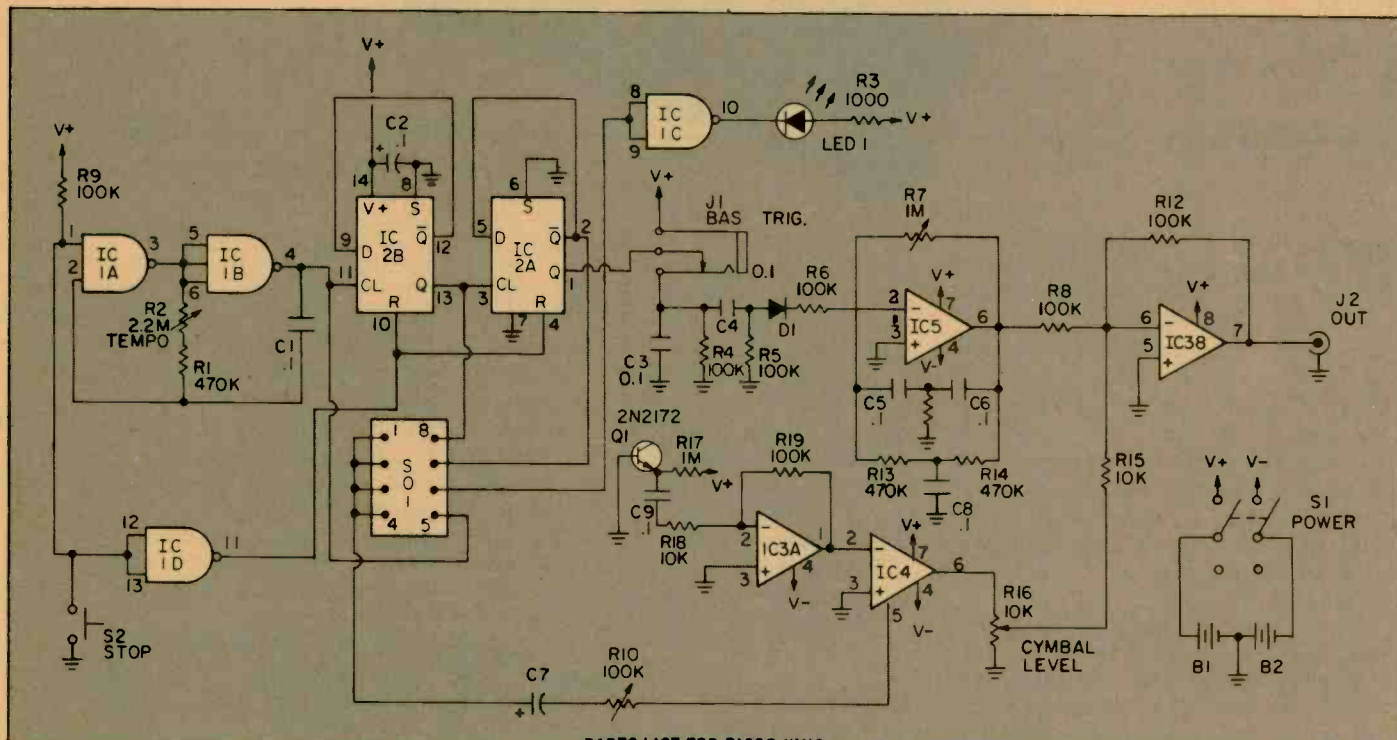 V+
R9
100K
1
2
IC
1A
3
5
6
IC
1B
4
R2
2.2M
TEMPO
R1
470K
C1
.1
V+
C2
.1
+
14
8
V+
S
9
D
IC
2B
Q̅
12
11
CL
Q
13
R
10
6
S
5
D
IC
2A
Q̅
2
Q
1
3
CL
R
7
4
8
9
IC
1C
10
LED 1
R3
1000
V+
V+
J1
BAS TRIG.
0.1
C4
D1
R6
100K
C3
0.1
R4
100K
R5
100K
R7
1M
V+
2
-
7
IC5
6
3
+
4
V-
C5
.1
C6
.1
R13
470K
R14
470K
C8
.1
R8
100K
R12
100K
V+
6
-
8
IC38
7
5
+
J2
OUT
1
8
S
O
1
4
5
2N2172
Q1
R17
1M
V+
C9
.1
R18
10K
R19
100K
2
-
IC3A
1
3
+
4
V-
V+
2
-
7
IC4
6
3
+
4
5
V-
R15
10K
R16
10K
CYMBAL
LEVEL
V+
V-
S1
POWER
B1
B2
12
13
IC
1D
11
S2
STOP
C7
+
R10
100K